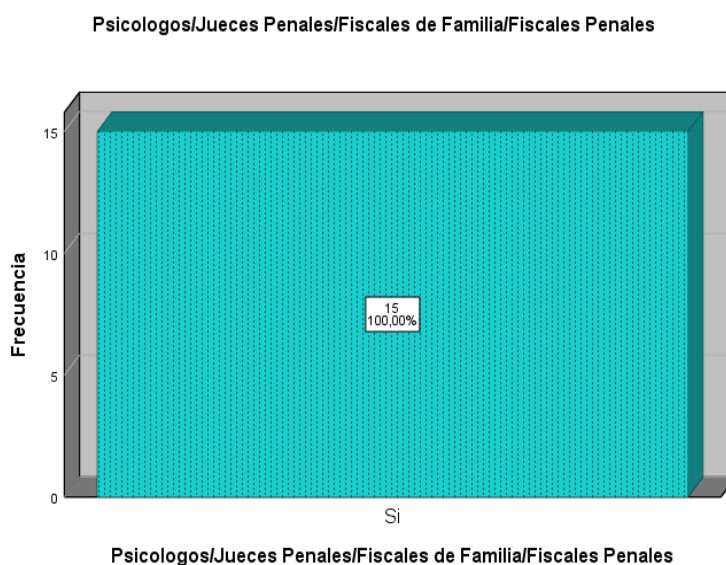 Psicologos/Jueces Penales/Fiscales de Familia/Fiscales Penales
15
10
5
0
Frecuencia
15
100,00%
Si
Psicologos/Jueces Penales/Fiscales de Familia/Fiscales Penales